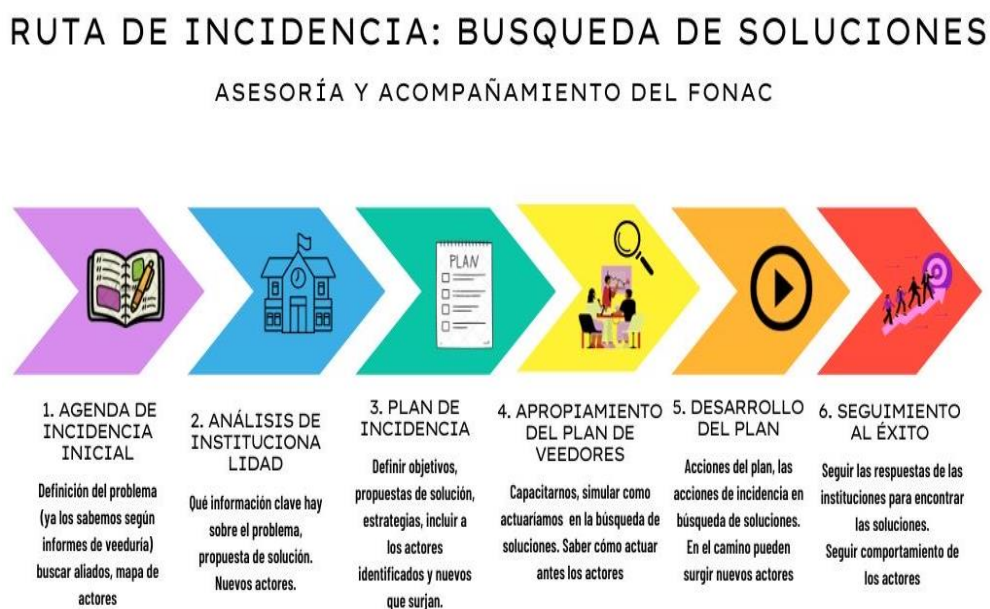 RUTA DE INCIDENCIA: BUSQUEDA DE SOLUCIONES
ASESORÍA Y ACOMPAÑAMIENTO DEL FONAC
PLAN
1. AGENDA DE
INCIDENCIA
INICIAL
Definición del problema
(ya los sabemos según
informes de veeduría)
buscar aliados, mapa de
actores
2. ANÁLISIS DE
INSTITUCIONA
LIDAD
Qué información clave hay
sobre el problema,
propuesta de solución.
Nuevos actores.
3. PLAN DE
INCIDENCIA
Definir objetivos,
propuestas de solución,
estrategias, incluir a
los actores
identificados y nuevos
que surjan.
4. APROPIAMIENTO
DEL PLAN DE
VEEDORES
Capacitarnos, simular como
actuaríamos en la búsqueda de
soluciones. Saber cómo actuar
antes los actores
5. DESARROLLO
DEL PLAN
Acciones del plan, las
acciones de incidencia en
búsqueda de soluciones.
En el camino pueden
surgir nuevos actores
6. SEGUIMIENTO
AL ÉXITO
Seguir las respuestas de las
instituciones para encontrar
las soluciones.
Seguir comportamiento de
los actores